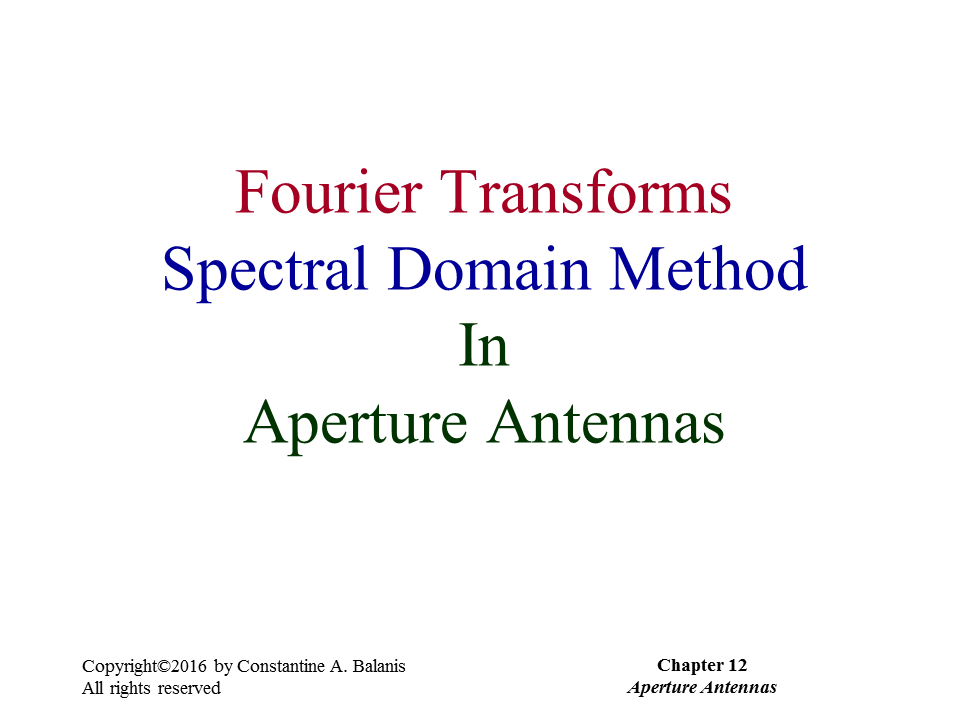 Fourier Transforms
Spectral Domain Method
In
Aperture Antennas
Copyright©2016 by Constantine A. Balanis
All rights reserved
Chapter 12
Aperture Antennas